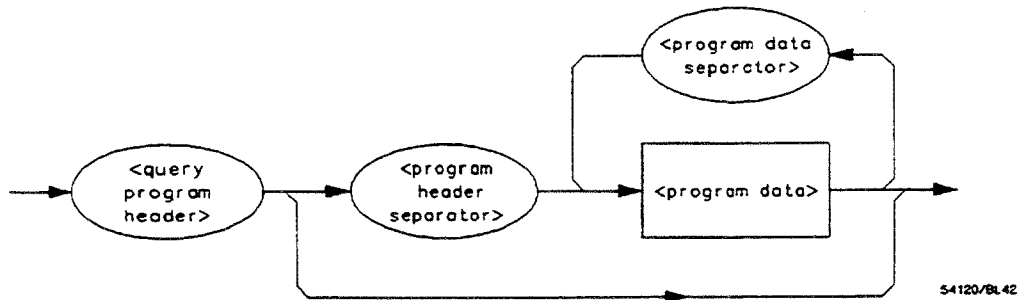 <program data
separator>
<query
program
header>
<program
header
separator>
<program data>
54120/BL42